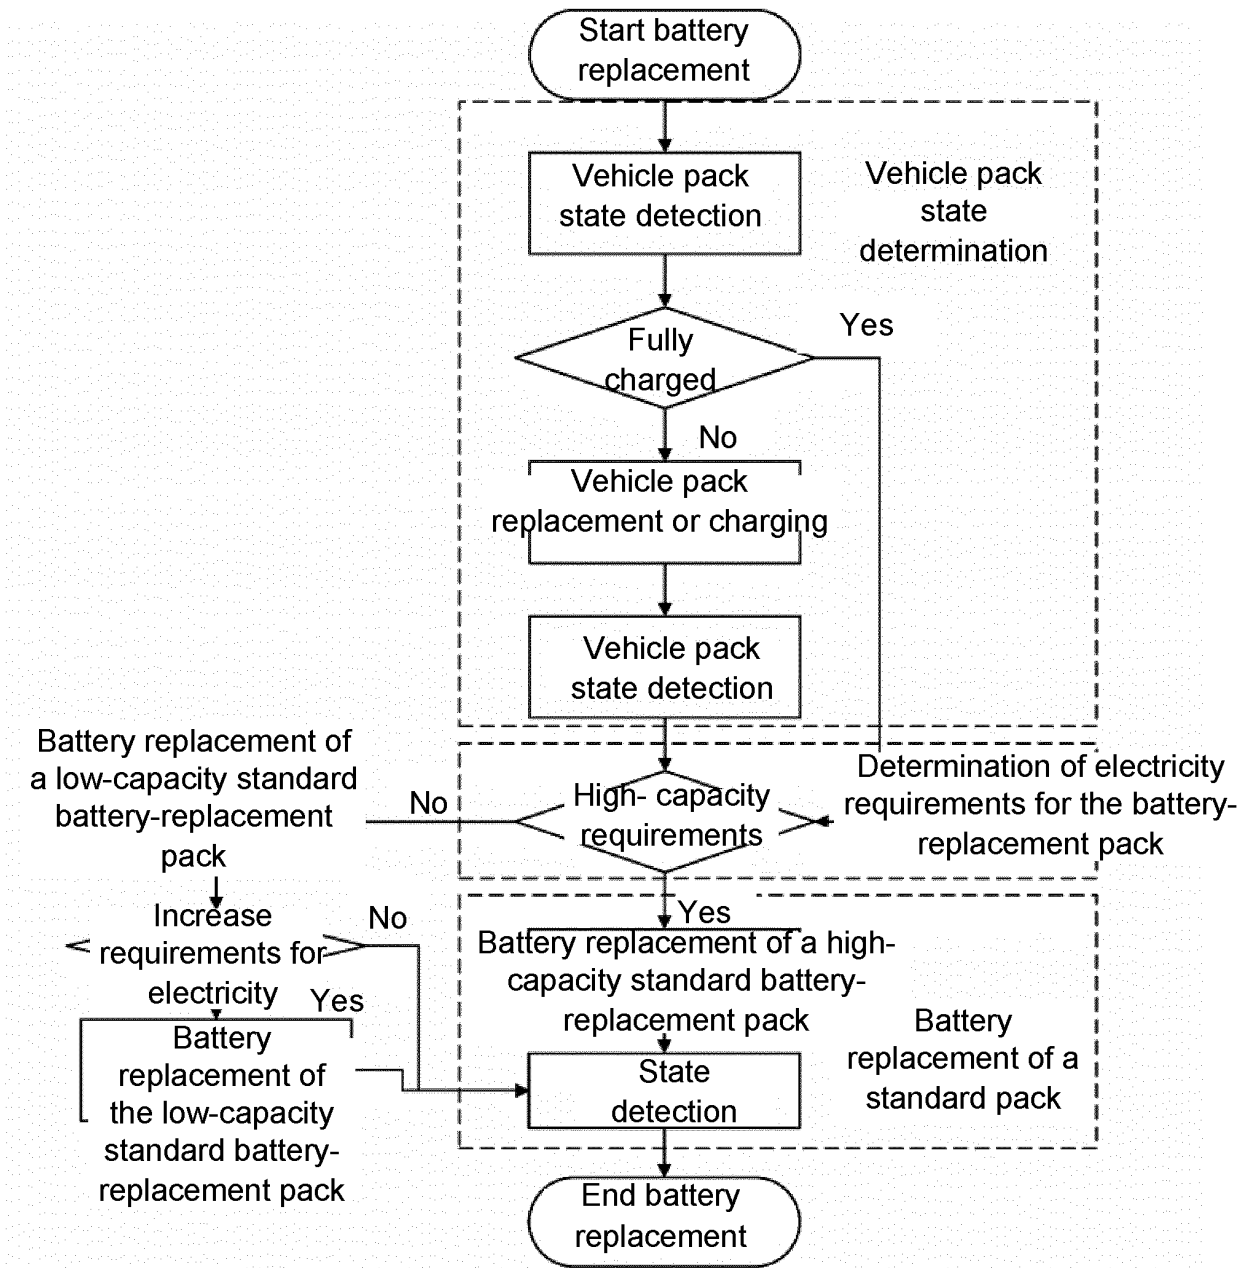 Start battery
replacement
Vehicle pack
state detection
Vehicle pack
state
determination
Fully
charged
Yes
No
Vehicle pack
replacement or charging
Vehicle pack
state detection
Battery replacement of
a low-capacity standard
battery-replacement
pack
No
High- capacity
requirements
Determination of electricity
requirements for the battery-
replacement pack
Increase
requirements for
electricity
No
Yes
Yes
Battery replacement of a high-
capacity standard battery-
replacement pack
Battery
replacement of
the low-capacity
standard battery-
replacement pack
State
detection
Battery
replacement of a
standard pack
End battery
replacement